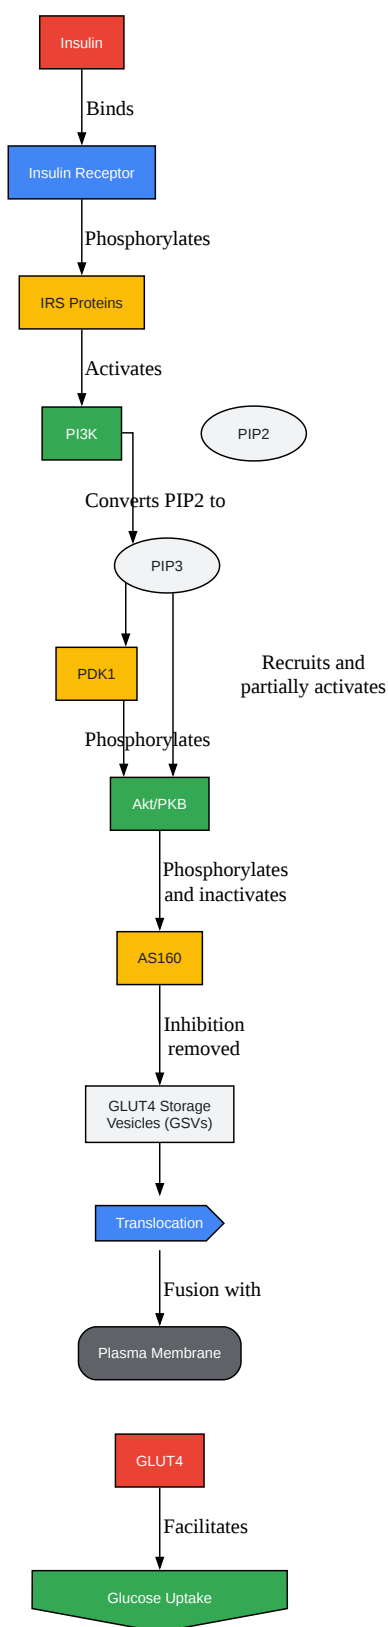 Insulin
Binds
Insulin Receptor
Phosphorylates
IRS Proteins
Activates
PI3K
PIP2
Converts PIP2 to
PIP3
Recruits and
partially activates
PDK1
Phosphorylates
Akt/PKB
Phosphorylates
and inactivates
AS160
Inhibition
removed
GLUT4 Storage
Vesicles (GSVs)
Translocation
Fusion with
Plasma Membrane
GLUT4
Facilitates
Glucose Uptake